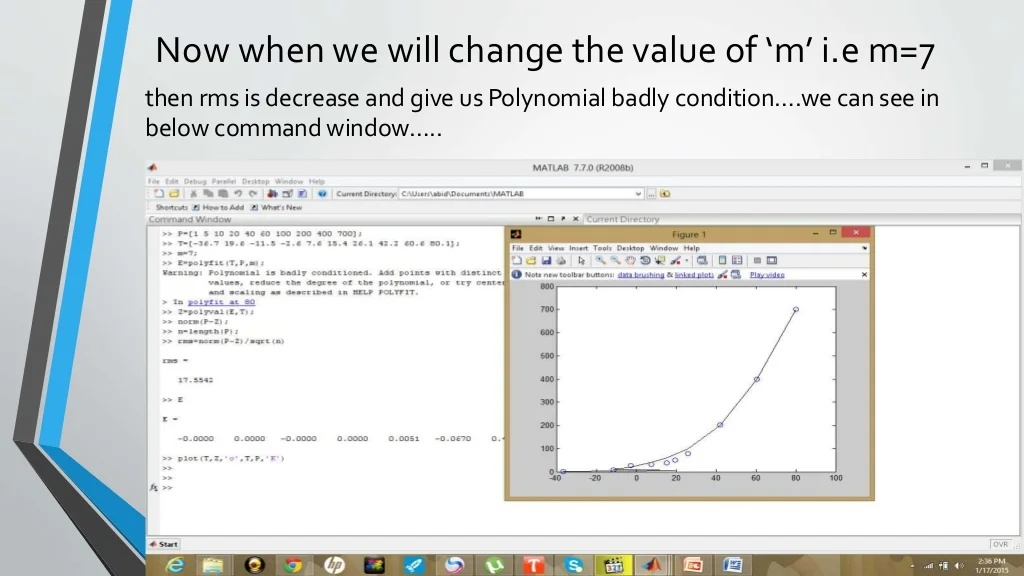 Now when we will change the value of ‘m’ i.e m=7
then rms is decrease and give us Polynomial badly condition....we can see in
below command window.....
MATLAB 7.7.0 (R2008b)
File Edit Debug Parallel Desktop Window Help
Current Directory: C:\Users\abid\Documents\MATLAB
Shortcuts How to Add What's New
Command Window
Current Directory
>> P=[1 5 10 20 40 60 100 200 400 700];
>> T=[-36.7 19.6 -11.5 -2.6 7.6 15.4 26.1 42.2 60.6 80.1];
>> m=7;
>> E=polyfit(T,P,m);
Warning: Polynomial is badly conditioned. Add points with distinct
values, reduce the degree of the polynomial, or try center
and scaling as described in HELP POLYFIT.
> In polyfit at 80
>> Z=polyval(E,T);
>> norm(P-Z);
>> n=length(P);
>> rms=norm(P-Z)/sqrt(n)
rms =
17.5542
>> E
E =
-0.0000 0.0000 -0.0000 0.0000 0.0051 -0.0670
>> plot(T,Z,'o',T,P,'K')
>>
>>
fx >>
Figure 1
File Edit View Insert Tools Desktop Window Help
Note new toolbar buttons: data brushing & linked plots Play video
800
700
600
500
400
300
200
100
0
-40 -20 0 20 40 60 80 100
Start
OVR
2:36 PM
1/17/2015